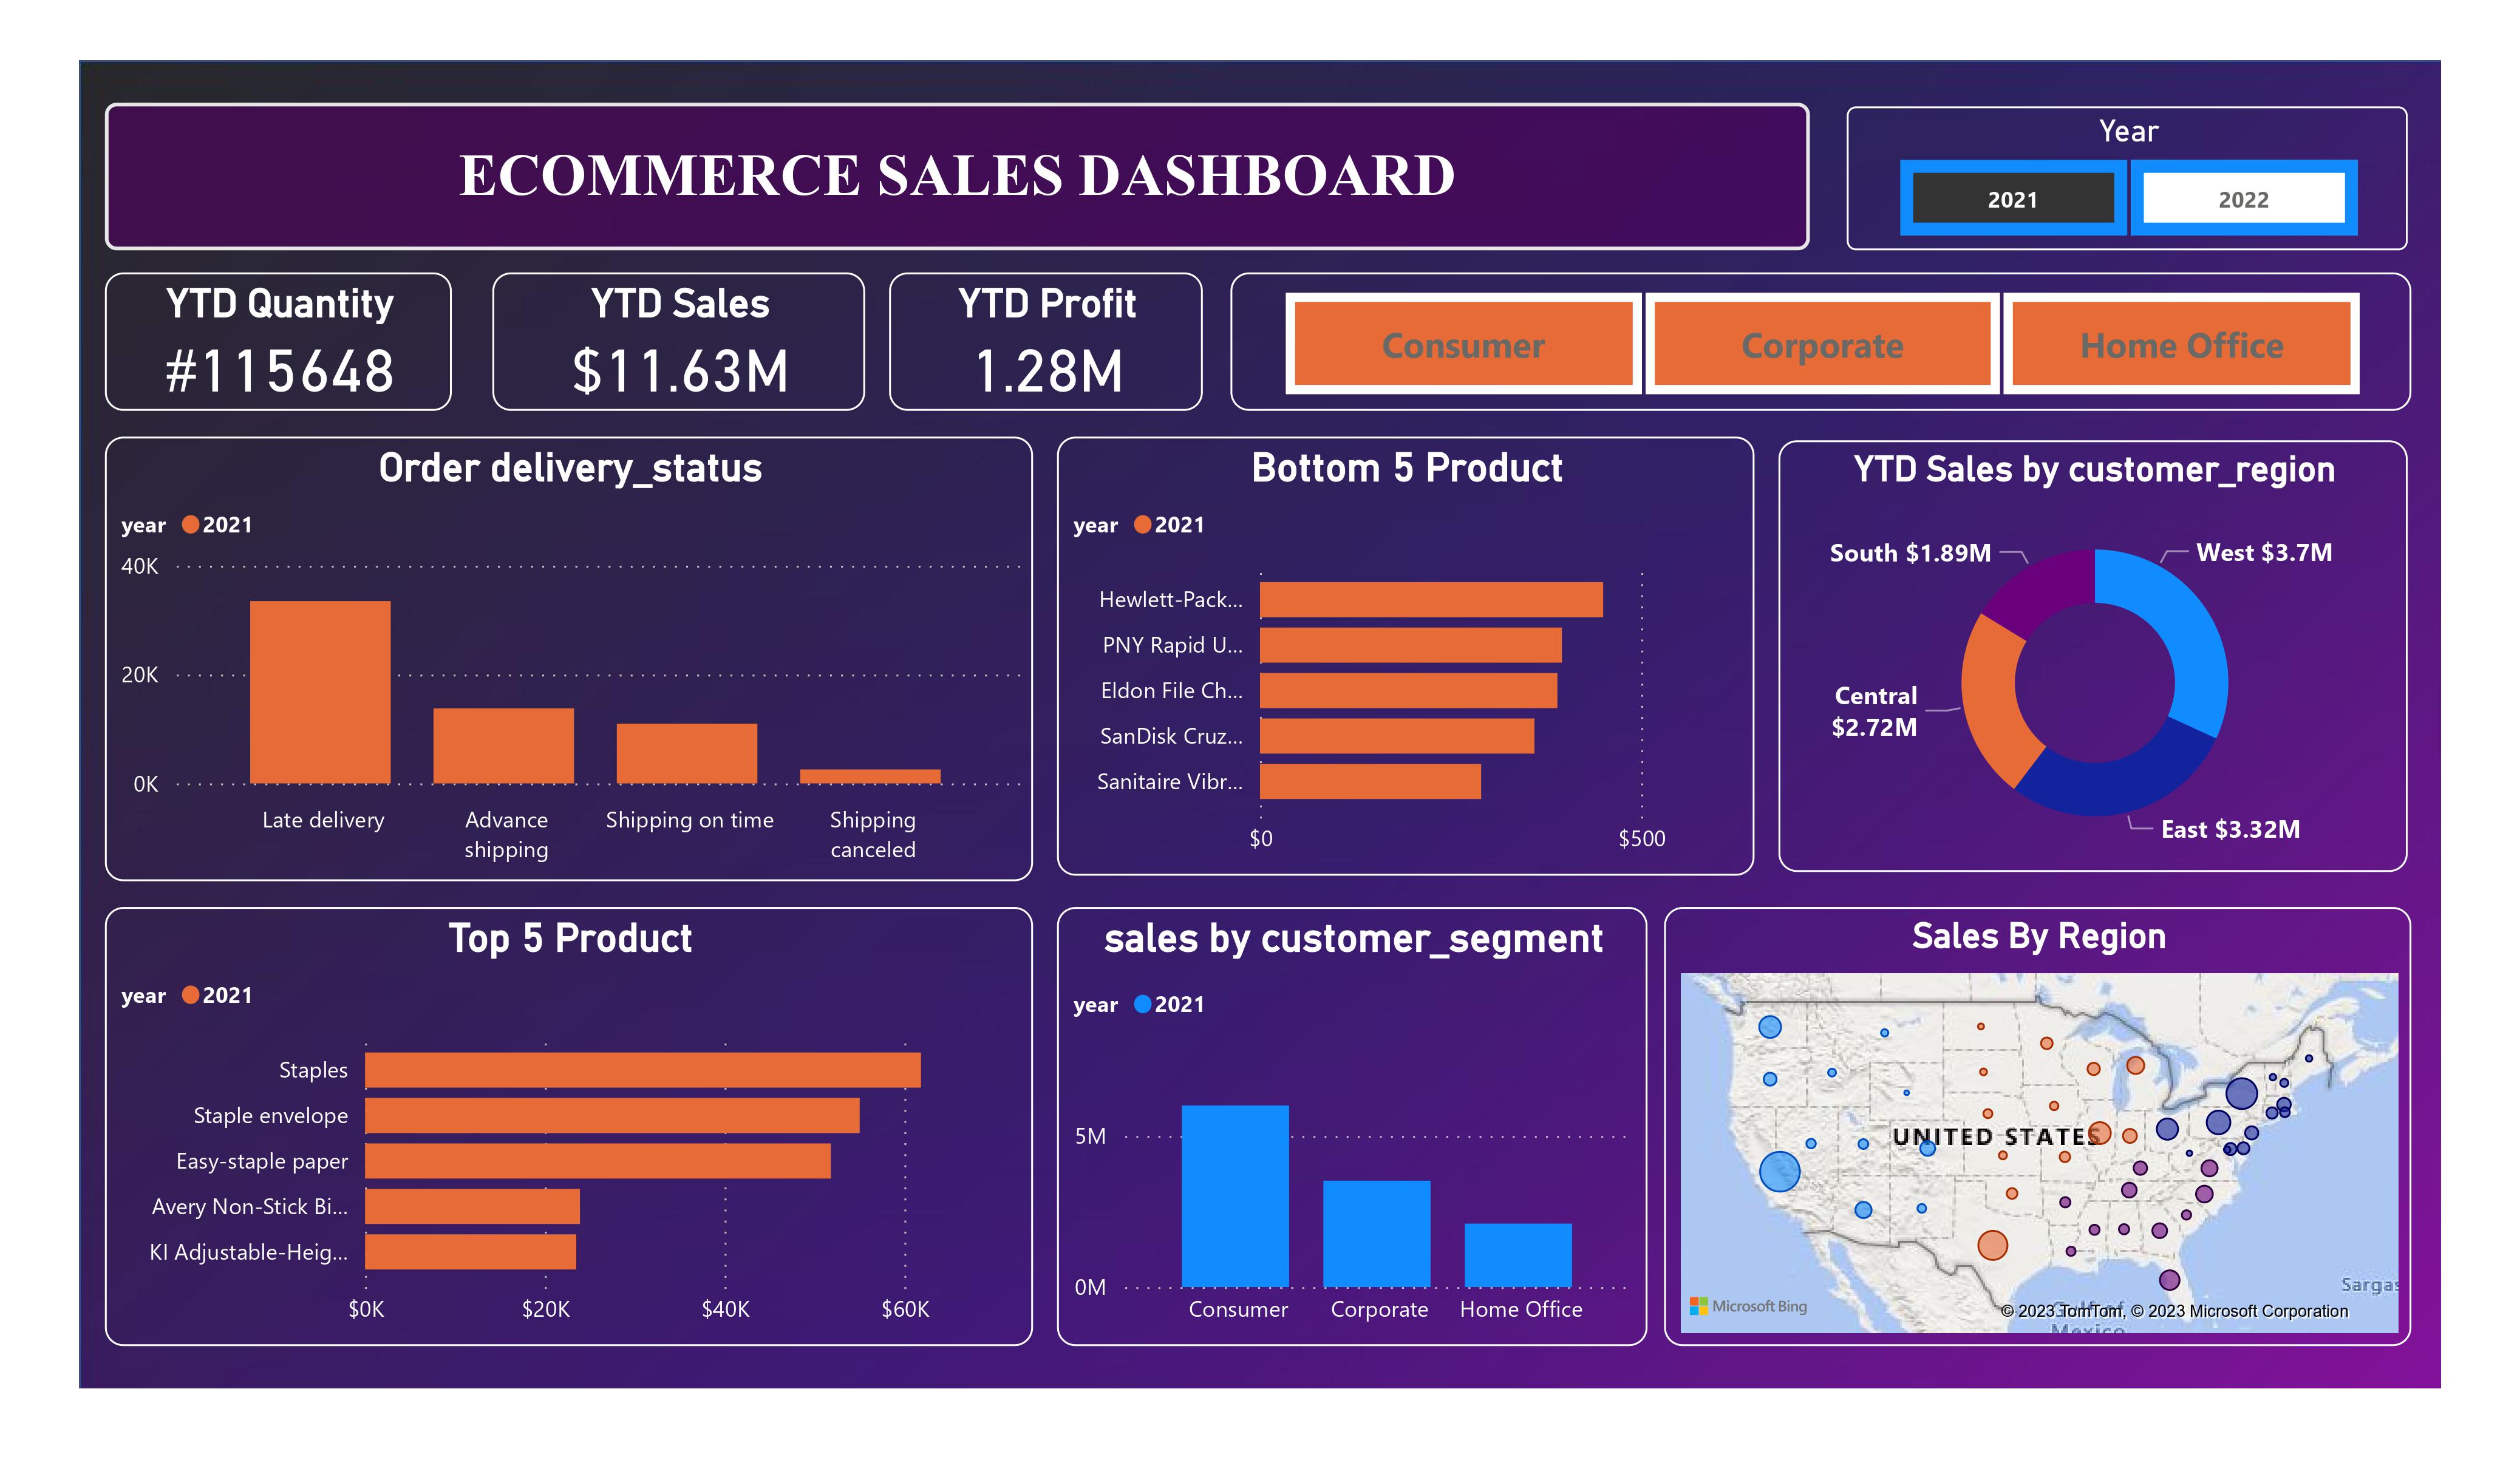 ECOMMERCE SALES DASHBOARD
Year
2021
2022
YTD Quantity
#115648
YTD Sales
$11.63M
YTD Profit
1.28M
Consumer
Corporate
Home Office
Order delivery_status
year 2021
40K
20K
0K
Late delivery
Advance
shipping
Shipping on time
Shipping
canceled
Bottom 5 Product
year 2021
Hewlett-Pack...
PNY Rapid U...
Eldon File Ch...
SanDisk Cruz...
Sanitaire Vibr...
$0
$500
YTD Sales by customer_region
South $1.89M
West $3.7M
Central
$2.72M
East $3.32M
Top 5 Product
year 2021
Staples
Staple envelope
Easy-staple paper
Avery Non-Stick Bi...
KI Adjustable-Heig...
$0K
$20K
$40K
$60K
sales by customer_segment
year 2021
5M
0M
Consumer
Corporate
Home Office
Sales By Region
UNITED STATES
Sargas
Microsoft Bing
© 2023 TomTom, © 2023 Microsoft Corporation
Mexico